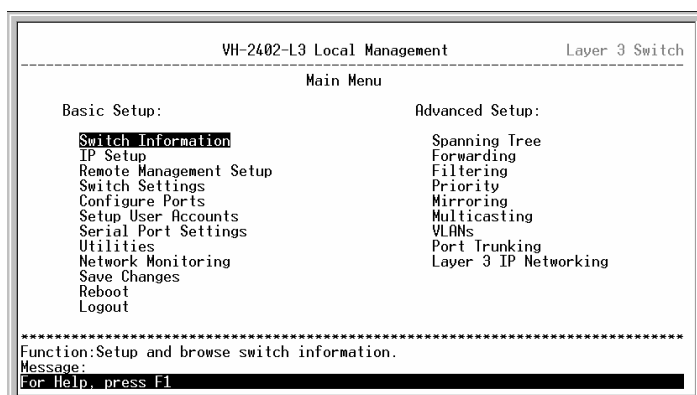 VH-2402-L3 Local Management Layer 3 Switch
Main Menu
Basic Setup: Advanced Setup:
Switch Information Spanning Tree
IP Setup Forwarding
Remote Management Setup Filtering
Switch Settings Priority
Configure Ports Mirroring
Setup User Accounts Multicasting
Serial Port Settings VLANs
Utilities Port Trunking
Network Monitoring Layer 3 IP Networking
Save Changes
Reboot
Logout
*******************************************************************************
Function:Setup and browse switch information.
Message:
For Help, press F1